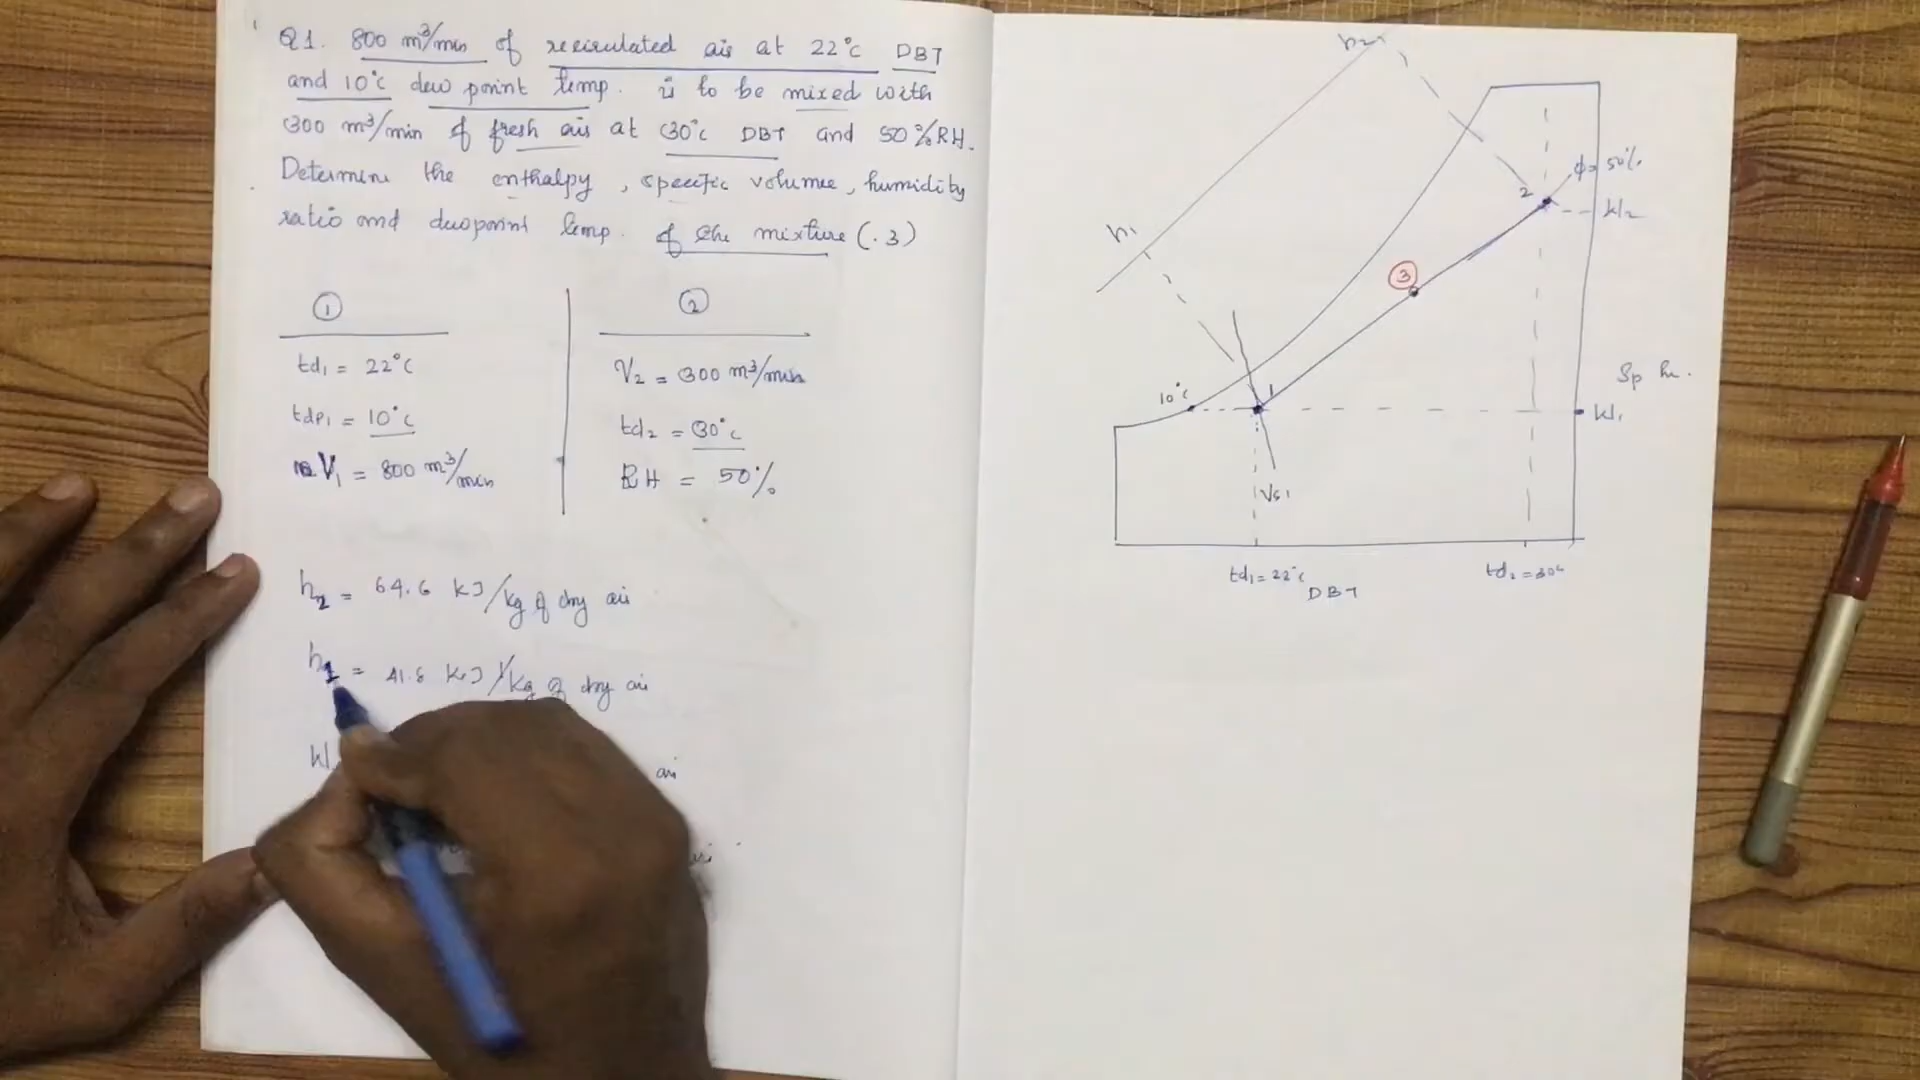 Q1. 800 m³/min of recirculated air at 22°C DBT
and 10°C dew point temp. is to be mixed with
300 m³/min of fresh air at 30°C DBT and 50% RH.
Determine the enthalpy, specific volume, humidity
ratio and dewpoint temp. of the mixture (.3)
①
td₁ = 22°C
tdp₁ = 10°C
V₁ = 800 m³/min
②
V₂ = 300 m³/min
td₂ = 30°C
RH = 50%
h₂ = 64.6 kJ/kg of dry air
h₁ = 41.8 kJ/kg of dry air
W
air
h₂
h₁
φ = 50%
2
W₂
③
Sp hu.
10°C
1
W₁
Vs₁
td₁ = 22°C
td₂ = 30°C
DBT